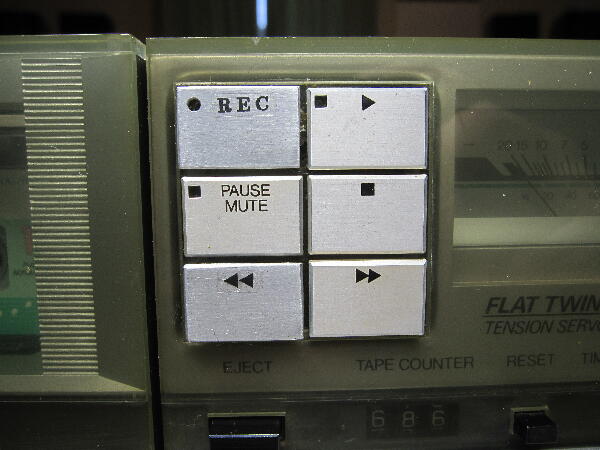 REC
PAUSE
MUTE
FLAT TWIN
TENSION SERVO
EJECT
TAPE COUNTER
RESET
686